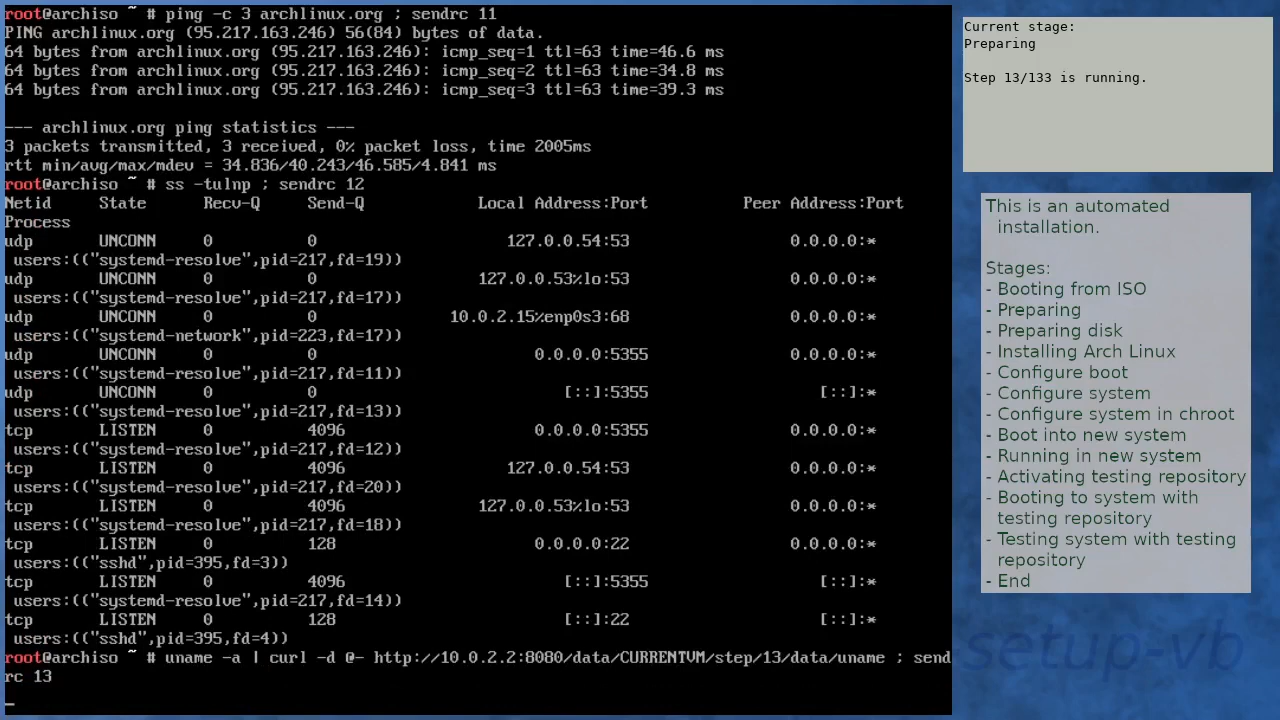 root@archiso ~ # ping -c 3 archlinux.org ; sendrc 11
PING archlinux.org (95.217.163.246) 56(84) bytes of data.
64 bytes from archlinux.org (95.217.163.246): icmp_seq=1 ttl=63 time=46.6 ms
64 bytes from archlinux.org (95.217.163.246): icmp_seq=2 ttl=63 time=34.8 ms
64 bytes from archlinux.org (95.217.163.246): icmp_seq=3 ttl=63 time=39.3 ms
--- archlinux.org ping statistics ---
3 packets transmitted, 3 received, 0% packet loss, time 2005ms
rtt min/avg/max/mdev = 34.836/40.243/46.585/4.841 ms
root@archiso ~ # ss -tulnp ; sendrc 12
Netid State Recv-Q Send-Q Local Address:Port Peer Address:Port
Process
udp UNCONN 0 0 127.0.0.54:53 0.0.0.0:*
users:(("systemd-resolve",pid=217,fd=19))
udp UNCONN 0 0 127.0.0.53%lo:53 0.0.0.0:*
users:(("systemd-resolve",pid=217,fd=17))
udp UNCONN 0 0 10.0.2.15%enp0s3:68 0.0.0.0:*
users:(("systemd-network",pid=223,fd=17))
udp UNCONN 0 0 0.0.0.0:5355 0.0.0.0:*
users:(("systemd-resolve",pid=217,fd=11))
udp UNCONN 0 0 [::]:5355 [::]:*
users:(("systemd-resolve",pid=217,fd=13))
tcp LISTEN 0 4096 0.0.0.0:5355 0.0.0.0:*
users:(("systemd-resolve",pid=217,fd=12))
tcp LISTEN 0 4096 127.0.0.54:53 0.0.0.0:*
users:(("systemd-resolve",pid=217,fd=20))
tcp LISTEN 0 4096 127.0.0.53%lo:53 0.0.0.0:*
users:(("systemd-resolve",pid=217,fd=18))
tcp LISTEN 0 128 0.0.0.0:22 0.0.0.0:*
users:(("sshd",pid=395,fd=3))
tcp LISTEN 0 4096 [::]:5355 [::]:*
users:(("systemd-resolve",pid=217,fd=14))
tcp LISTEN 0 128 [::]:22 [::]:*
users:(("sshd",pid=395,fd=4))
root@archiso ~ # uname -a | curl -d @- http://10.0.2.2:8080/data/CURRENTVM/step/13/data/uname ; send
rc 13
_
Current stage:
Preparing
Step 13/133 is running.
This is an automated
installation.
Stages:
- Booting from ISO
- Preparing
- Preparing disk
- Installing Arch Linux
- Configure boot
- Configure system
- Configure system in chroot
- Boot into new system
- Running in new system
- Activating testing repository
- Booting to system with
testing repository
- Testing system with testing
repository
- End
setup-vb